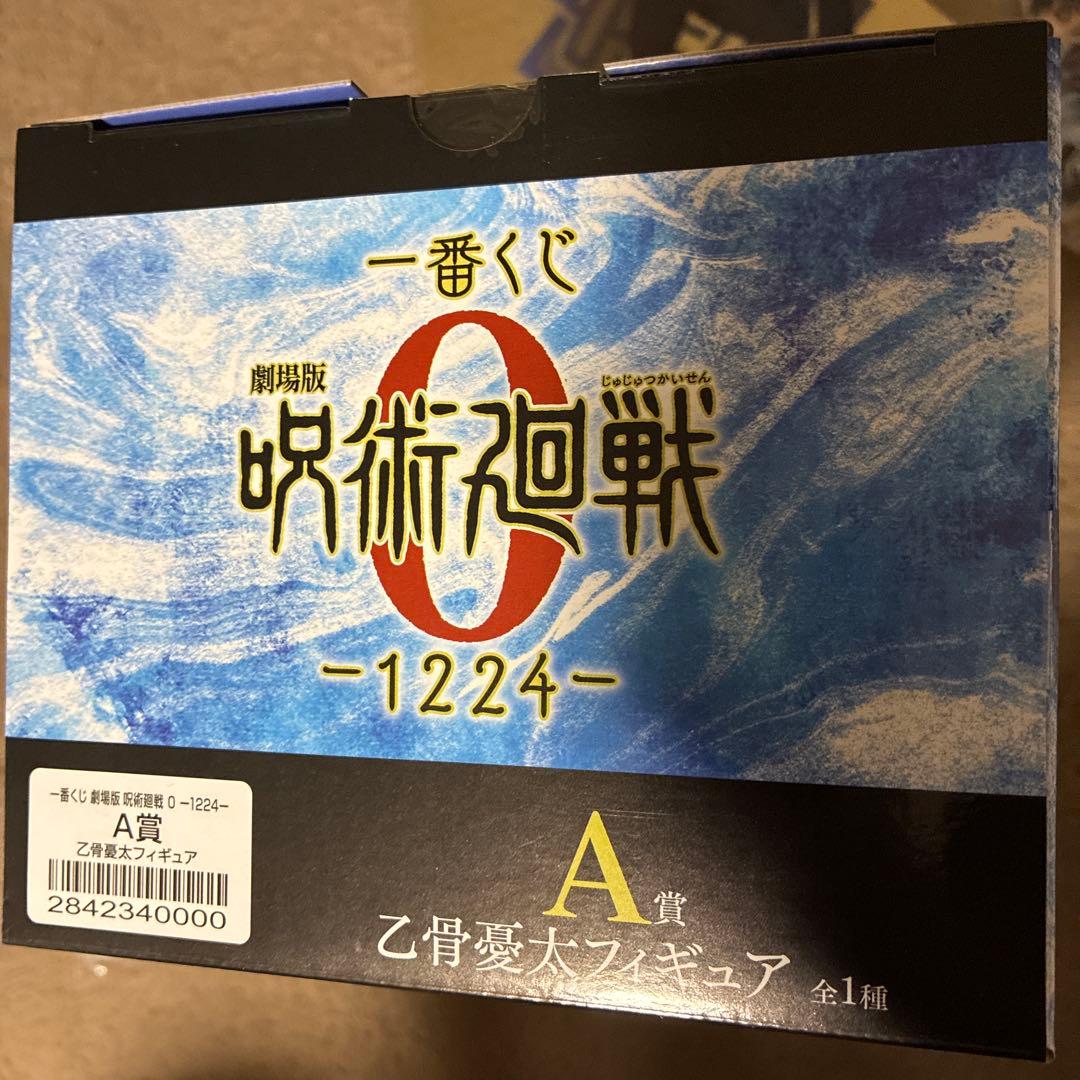 一番くじ
劇場版
じゅじゅつかいせん
呪術廻戦
0
-1224-
一番くじ 劇場版 呪術廻戦 0 -1224-
A賞
乙骨憂太フィギュア
2842340000
A賞
乙骨憂太フィギュア 全1種